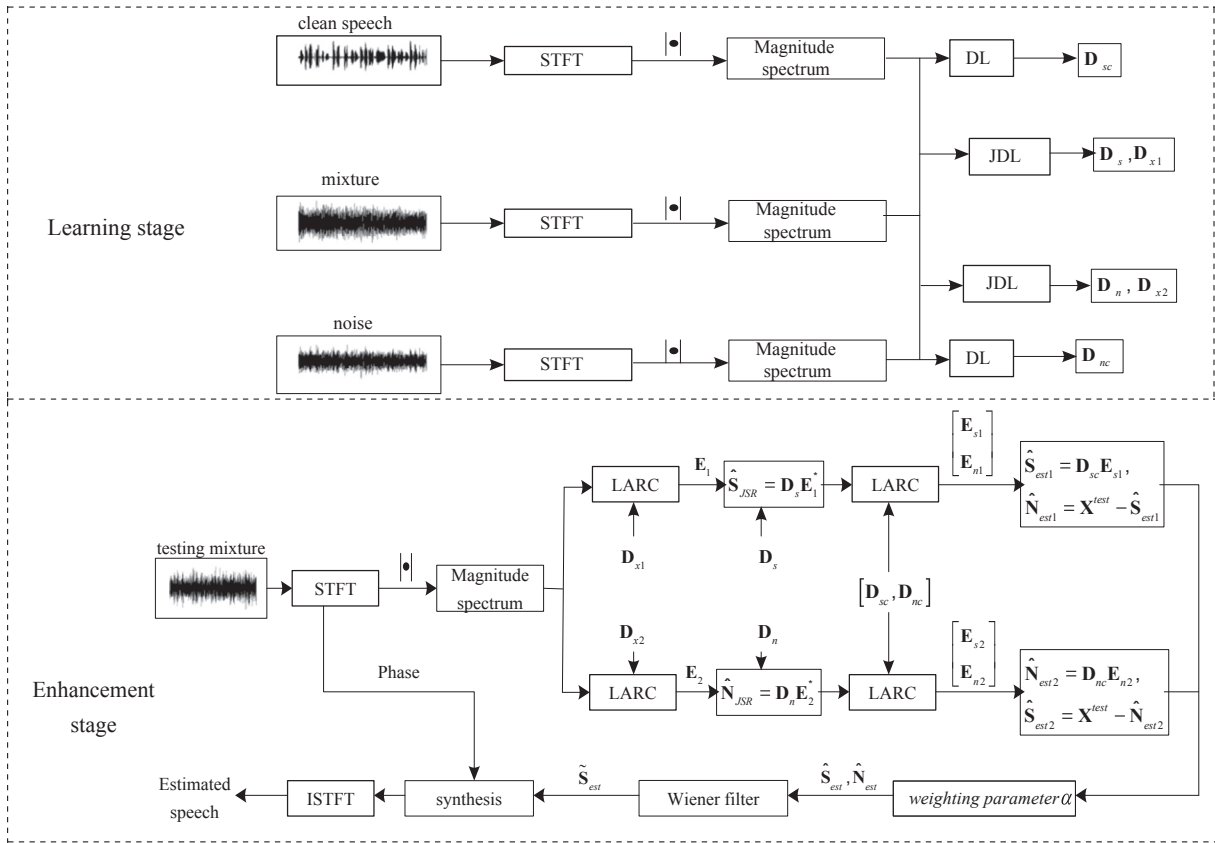 clean speech
STFT
|•|
Magnitude
spectrum
DL
D_sc
JDL
D_s , D_x1
Learning stage
mixture
STFT
|•|
Magnitude
spectrum
JDL
D_n , D_x2
noise
STFT
|•|
Magnitude
spectrum
DL
D_nc
Enhancement
stage
testing mixture
STFT
|•|
Magnitude
spectrum
Phase
LARC
D_x1
E_1
Ŝ_JSR = D_s E_1^*
D_s
LARC
[E_s1
E_n1]
Ŝ_est1 = D_sc E_s1 ,
N̂_est1 = X^test − Ŝ_est1
[D_sc , D_nc]
D_x2
LARC
E_2
D_n
N̂_JSR = D_n E_2^*
LARC
[E_s2
E_n2]
N̂_est2 = D_nc E_n2 ,
Ŝ_est2 = X^test − N̂_est2
weighting parameter α
Ŝ_est , N̂_est
Wiener filter
S̃_est
synthesis
ISTFT
Estimated
speech